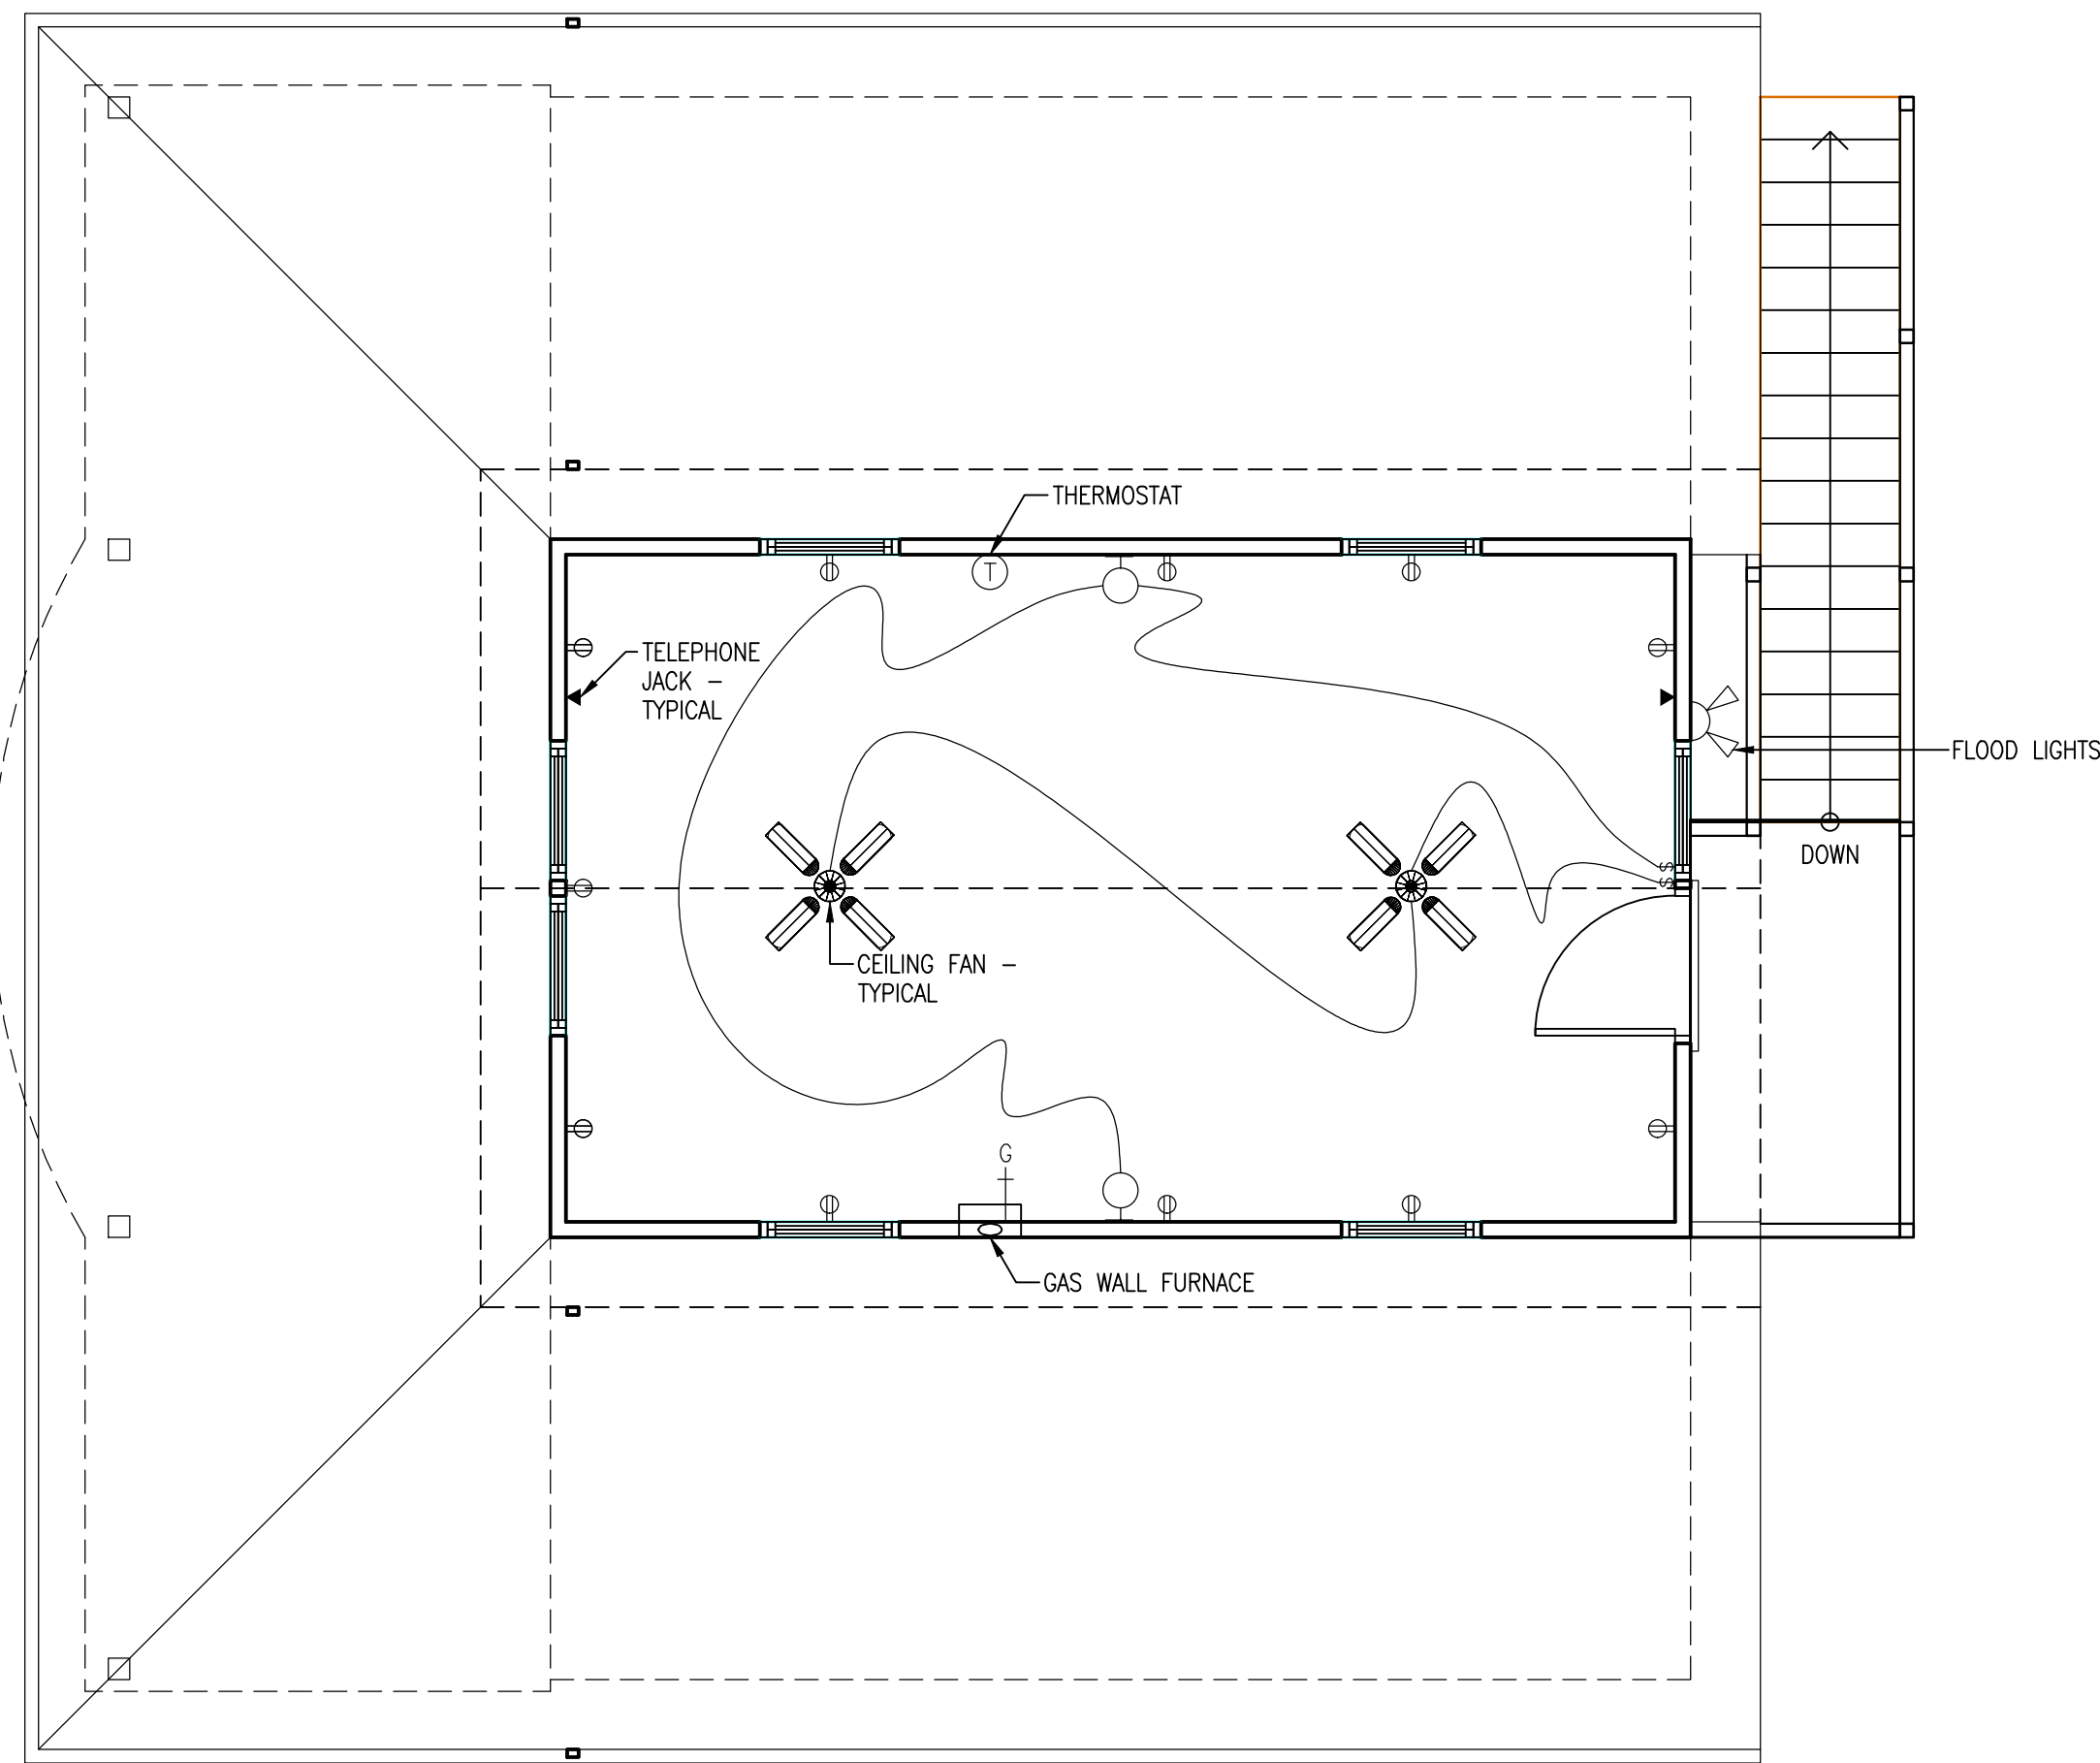 THERMOSTAT
T
TELEPHONE
JACK –
TYPICAL
FLOOD LIGHTS
S
S
DOWN
CEILING FAN –
TYPICAL
G
GAS WALL FURNACE